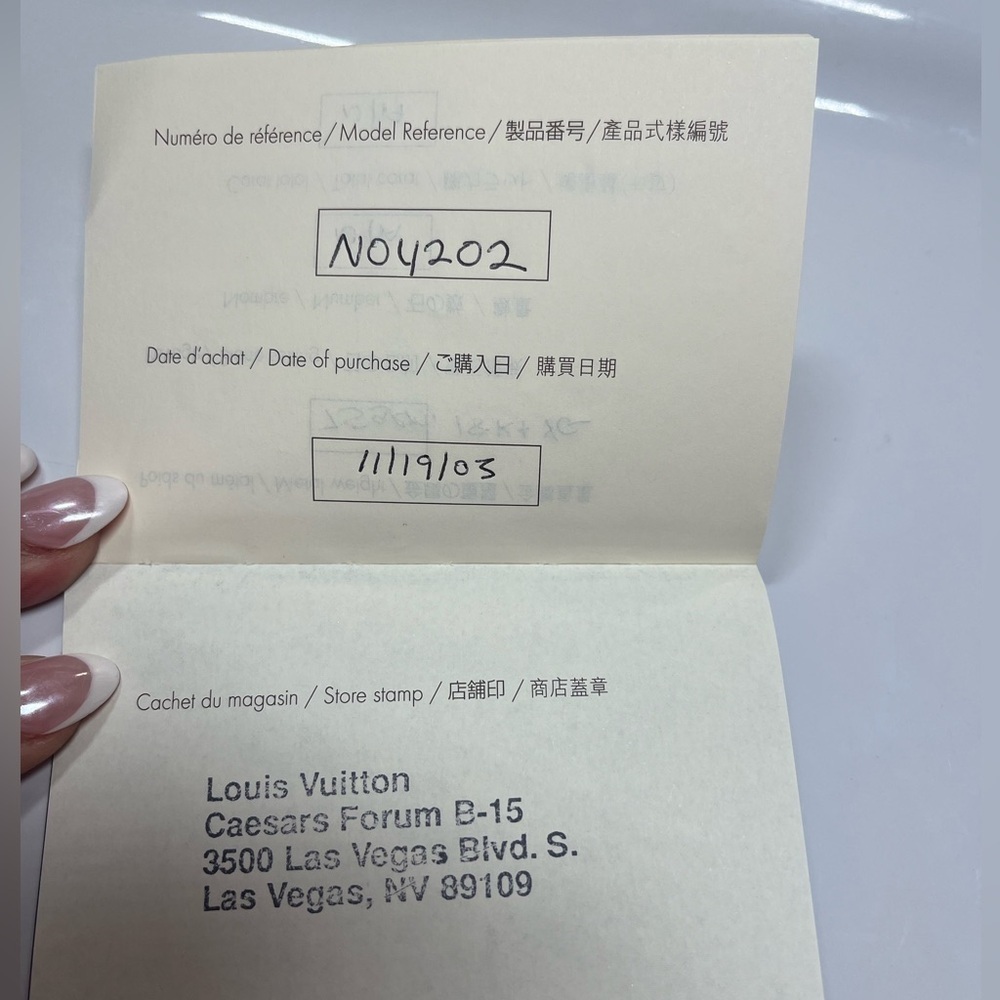 Numéro de référence / Model Reference / 製品番号 / 產品式樣編號
N04202
Date d'achat / Date of purchase / ご購入日 / 購買日期
11/19/03
Cachet du magasin / Store stamp / 店舗印 / 商店蓋章
Louis Vuitton
Caesars Forum B-15
3500 Las Vegas Blvd. S.
Las Vegas, NV 89109